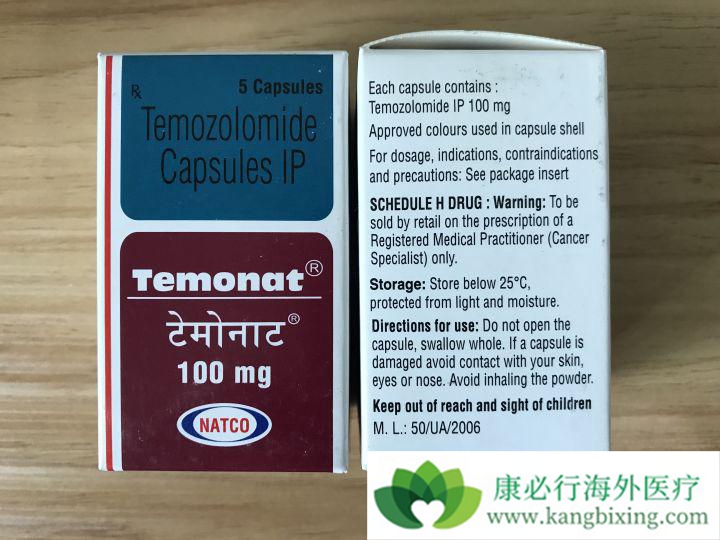 5 Capsules
Rx
Temozolomide
Capsules IP
Temonat®
टेमोनाट®
100 mg
NATCO
Each capsule contains :
Temozolomide IP 100 mg
Approved colours used in capsule shell
For dosage, indications, contraindications
and precautions: See package insert
SCHEDULE H DRUG : Warning: To be
sold by retail on the prescription of a
Registered Medical Practitioner (Cancer
Specialist) only.
Storage: Store below 25°C,
protected from light and moisture.
Directions for use: Do not open the
capsule, swallow whole. If a capsule is
damaged avoid contact with your skin,
eyes or nose. Avoid inhaling the powder.
Keep out of reach and sight of children
M. L.: 50/UA/2006
康必行海外医疗
www.kangbixing.com